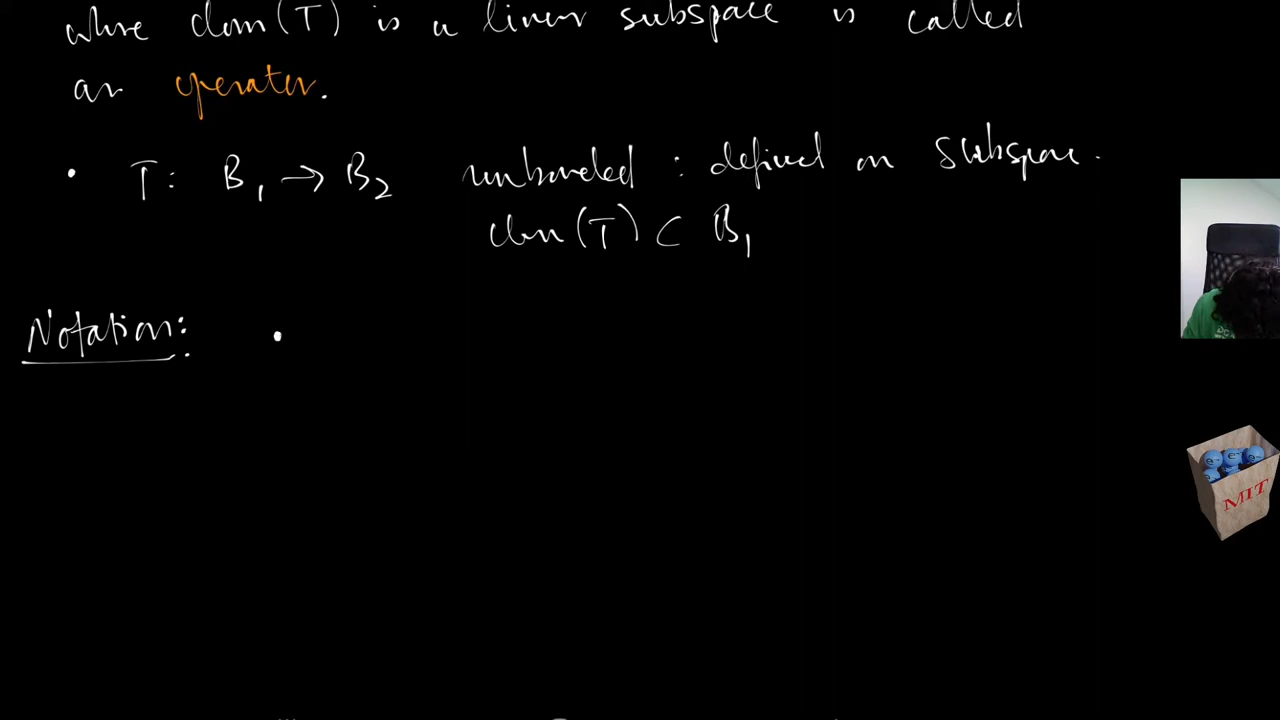 where dom(T) is a linear subspace is called
an operator.
• T: B₁ → B₂ unbounded : defined on subspace.
dom(T) ⊂ B₁
Notation: •
e⁻ e⁻ e⁻
e⁻
MIT